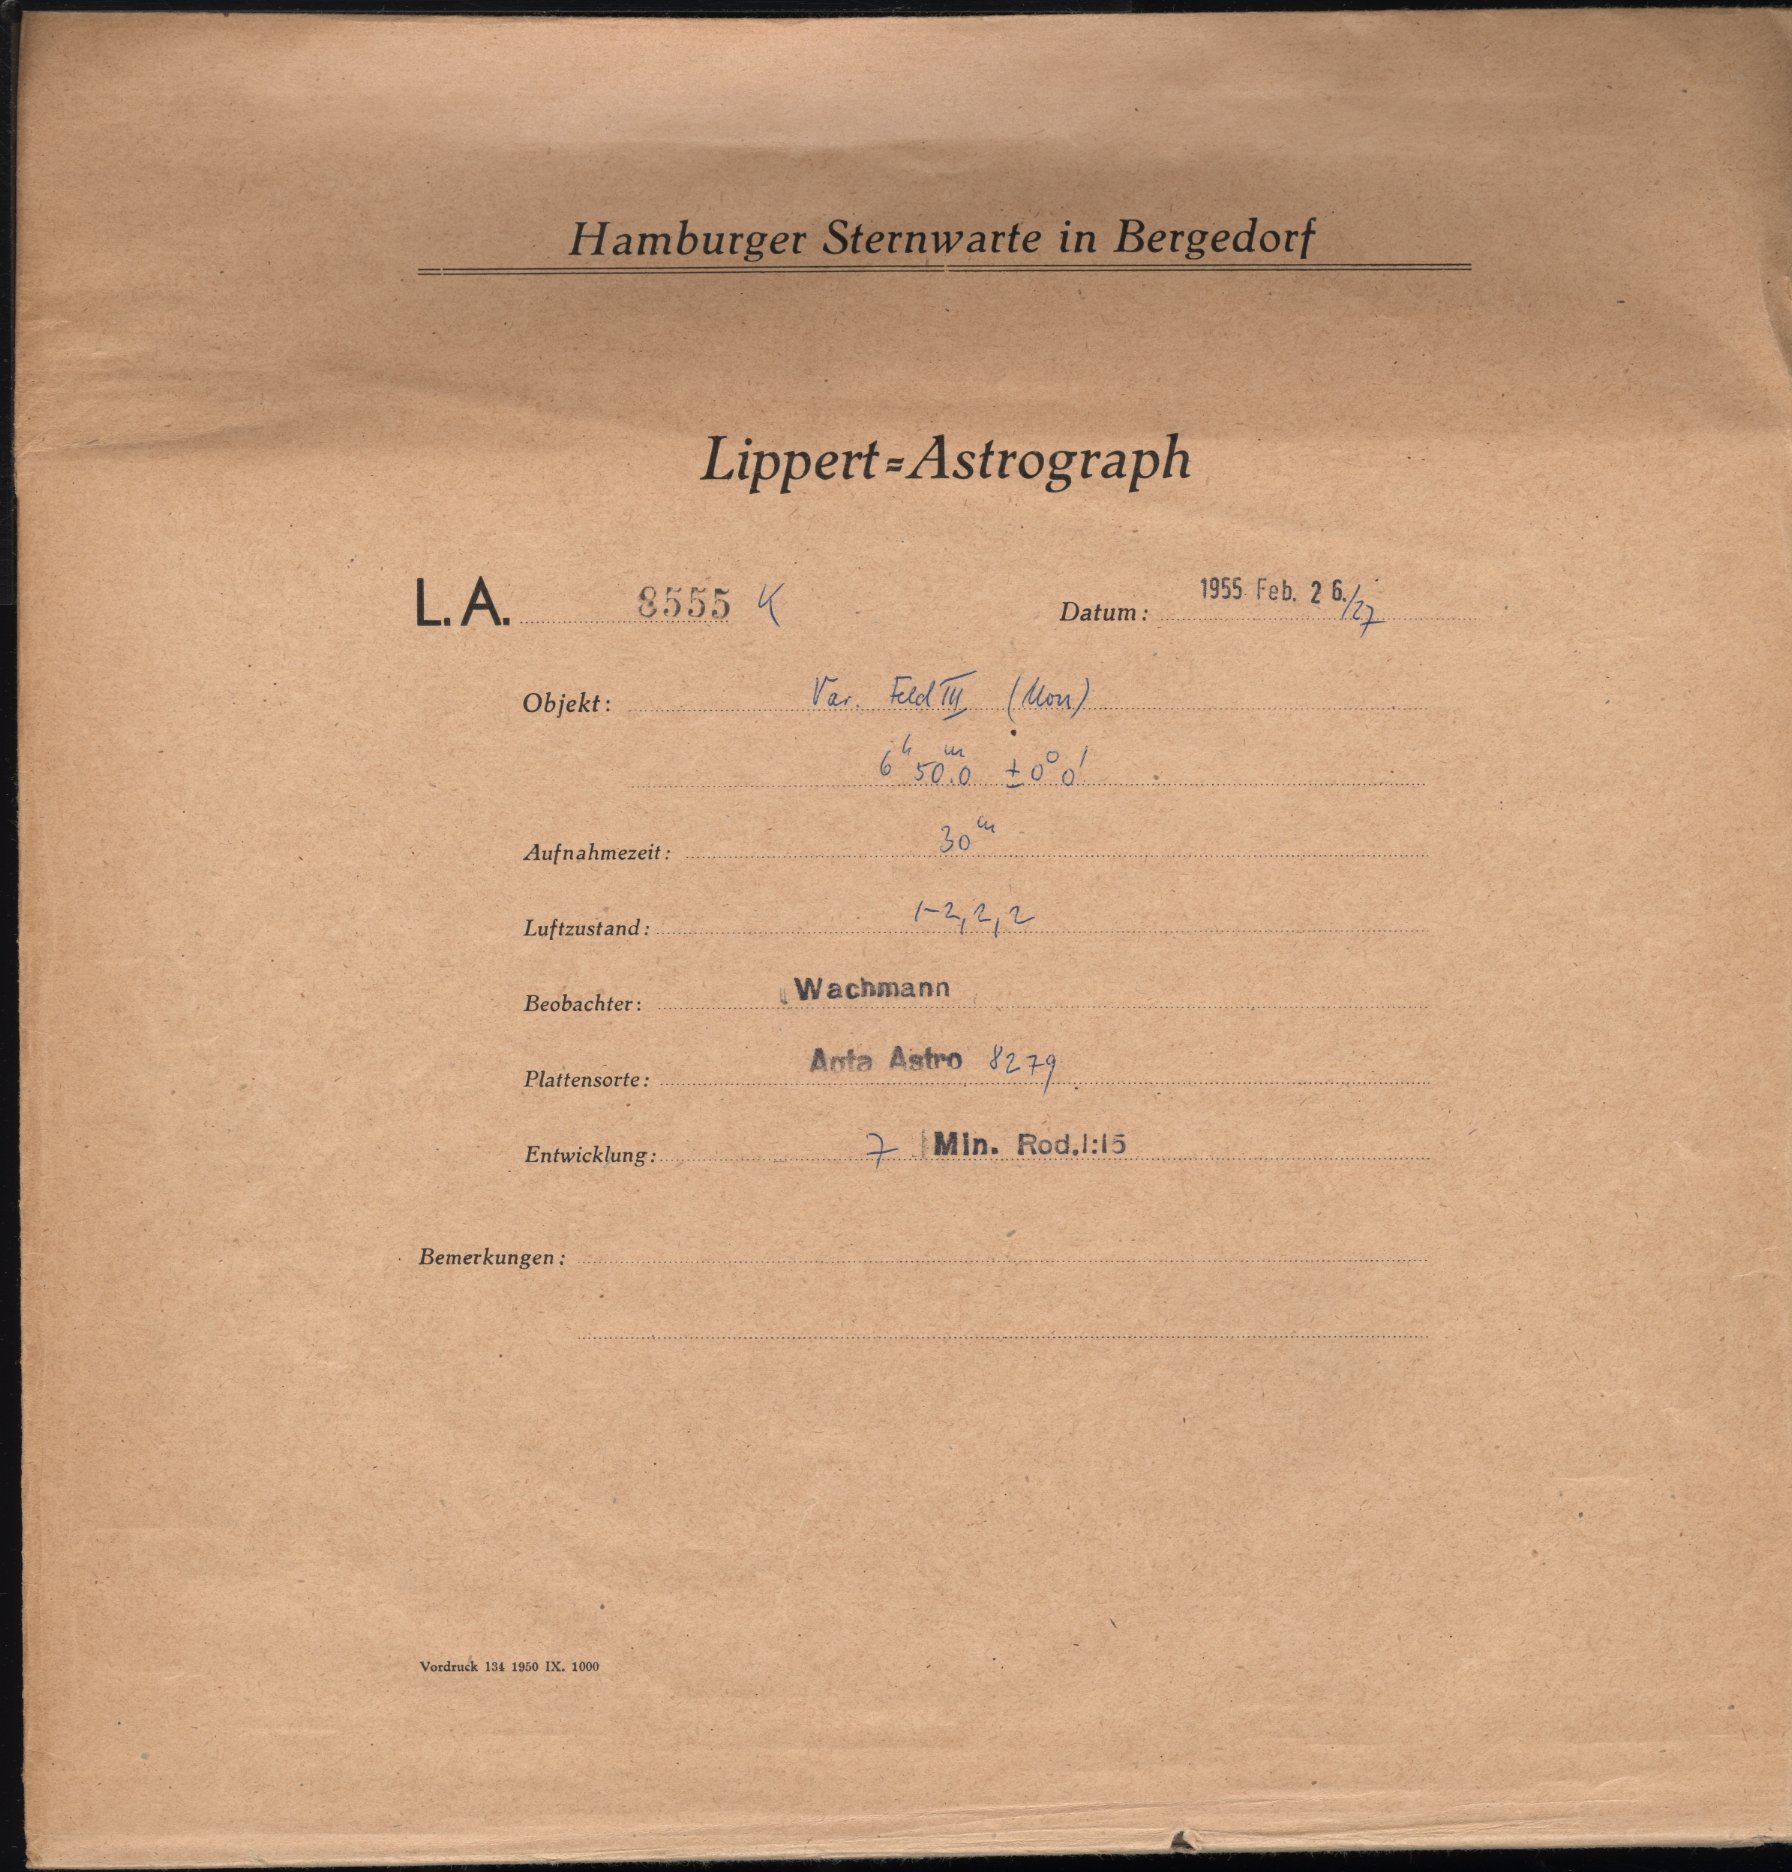 Hamburger Sternwarte in Bergedorf
Lippert=Astrograph
L. A. 8555 K Datum: 1955 Feb. 26./27
Objekt: Var. Feld III (Mon)
6h 50m.0 ±0° 0'
Aufnahmezeit: 30m
Luftzustand: 1-2, 2, 2
Beobachter: Wachmann
Plattensorte: Agfa Astro 8279
Entwicklung: 7 Min. Rod.1:15
Bemerkungen:
Vordruck 134 1950 IX. 1000